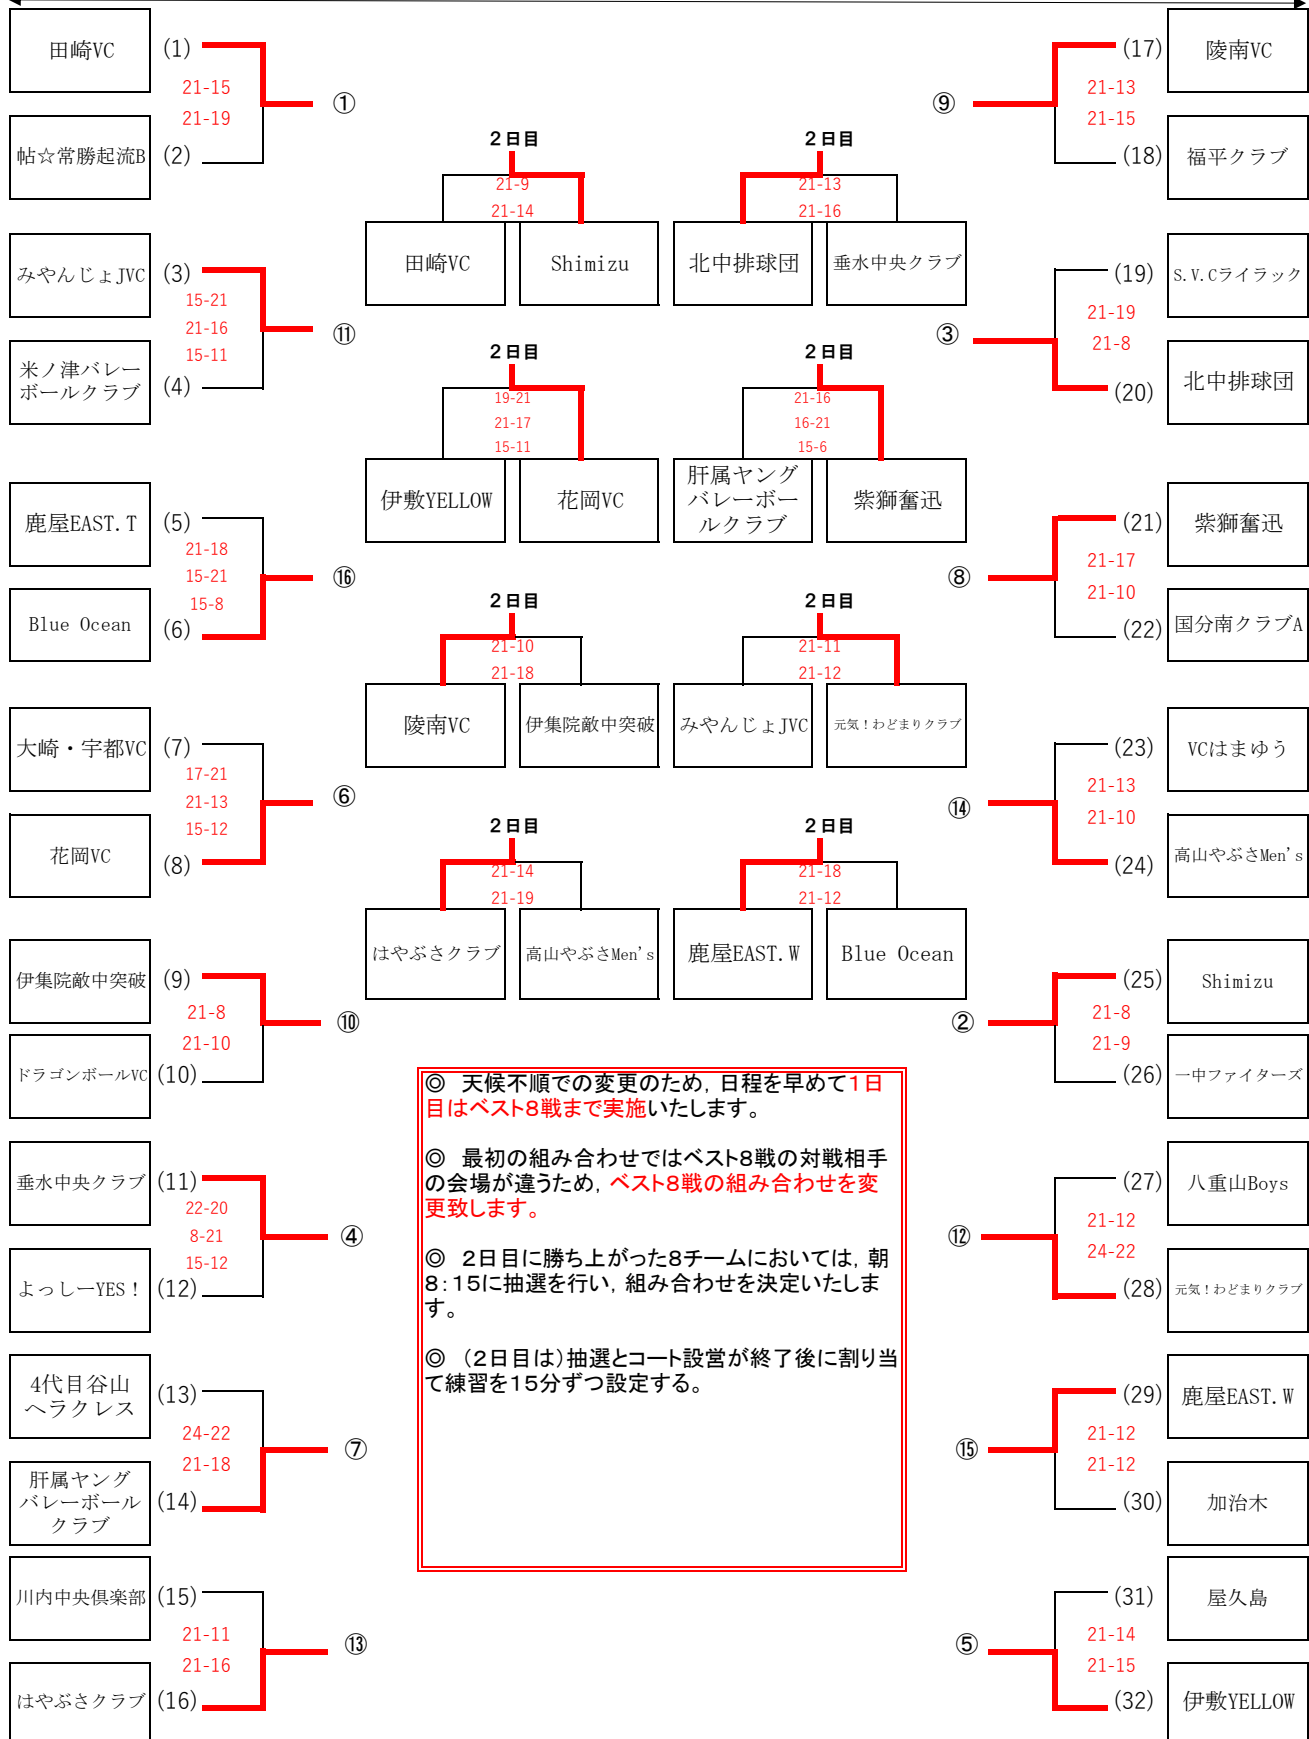 田崎VC
(1)
21-15
21-19
①
帖☆常勝起流B
(2)
みやんじょJVC
(3)
15-21
21-16
15-11
⑪
米ノ津バレー
ボールクラブ
(4)
鹿屋EAST.T
(5)
21-18
15-21
15-8
⑯
Blue Ocean
(6)
大崎・宇都VC
(7)
17-21
21-13
15-12
⑥
花岡VC
(8)
伊集院敵中突破
(9)
21-8
21-10
⑩
ドラゴンボールVC
(10)
垂水中央クラブ
(11)
22-20
8-21
15-12
④
よっしーYES！
(12)
4代目谷山
ヘラクレス
(13)
24-22
21-18
⑦
肝属ヤング
バレーボール
クラブ
(14)
川内中央倶楽部
(15)
21-11
21-16
⑬
はやぶさクラブ
(16)
２日目
21-9
21-14
田崎VC
Shimizu
２日目
21-13
21-16
北中排球団
垂水中央クラブ
２日目
19-21
21-17
15-11
伊敷YELLOW
花岡VC
２日目
21-16
16-21
15-6
肝属ヤング
バレーボー
ルクラブ
紫獅奮迅
２日目
21-10
21-18
陵南VC
伊集院敵中突破
２日目
21-11
21-12
みやんじょJVC
元気！わどまりクラブ
２日目
21-14
21-19
はやぶさクラブ
高山やぶさMen's
２日目
21-18
21-12
鹿屋EAST.W
Blue Ocean
◎　天候不順での変更のため，日程を早めて１日
目はベスト８戦まで実施いたします。
◎　最初の組み合わせではベスト８戦の対戦相手
の会場が違うため，ベスト８戦の組み合わせを変
更致します。
◎　２日目に勝ち上がった８チームにおいては，朝
８：１５に抽選を行い，組み合わせを決定いたしま
す。
◎　（２日目は）抽選とコート設営が終了後に割り当
て練習を１５分ずつ設定する。
⑨
(17)
陵南VC
21-13
21-15
(18)
福平クラブ
③
(19)
S.V.Cライラック
21-19
21-8
(20)
北中排球団
⑧
(21)
紫獅奮迅
21-17
21-10
(22)
国分南クラブA
⑭
(23)
VCはまゆう
21-13
21-10
(24)
高山やぶさMen's
②
(25)
Shimizu
21-8
21-9
(26)
一中ファイターズ
⑫
(27)
八重山Boys
21-12
24-22
(28)
元気！わどまりクラブ
⑮
(29)
鹿屋EAST.W
21-12
21-12
(30)
加治木
⑤
(31)
屋久島
21-14
21-15
(32)
伊敷YELLOW